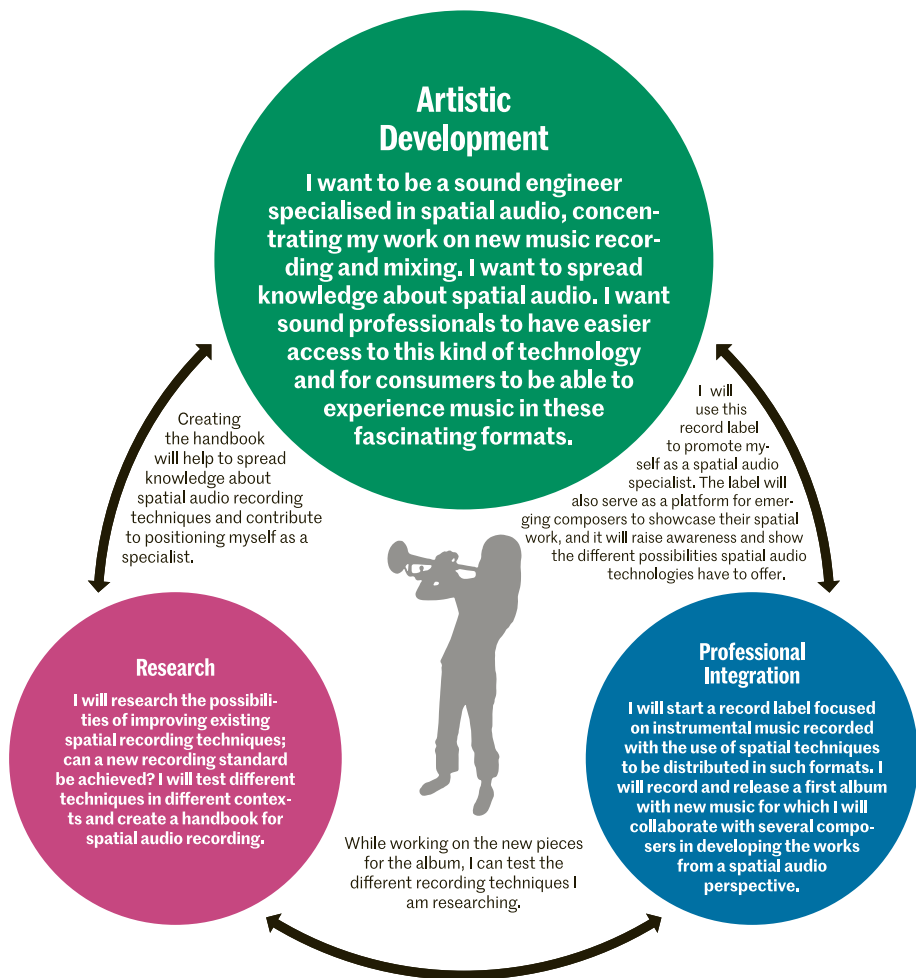 Artistic
Development
I want to be a sound engineer
specialised in spatial audio, concen-
trating my work on new music recor-
ding and mixing. I want to spread
knowledge about spatial audio. I want
sound professionals to have easier
access to this kind of technology
and for consumers to be able to
experience music in these
fascinating formats.
Creating
the handbook
will help to spread
knowledge about
spatial audio recording
techniques and contribute
to positioning myself as a
specialist.
I will
use this
record label
to promote my-
self as a spatial audio
specialist. The label will
also serve as a platform for emer-
ging composers to showcase their spatial
work, and it will raise awareness and show
the different possibilities spatial audio
technologies have to offer.
Research
I will research the possibili-
ties of improving existing
spatial recording techniques;
can a new recording standard
be achieved? I will test different
techniques in different contex-
ts and create a handbook for
spatial audio recording.
Professional
Integration
I will start a record label focused
on instrumental music recorded
with the use of spatial techniques
to be distributed in such formats. I
will record and release a first album
with new music for which I will
collaborate with several compo-
sers in developing the works
from a spatial audio
perspective.
While working on the new pieces
for the album, I can test the
different recording techniques I
am researching.